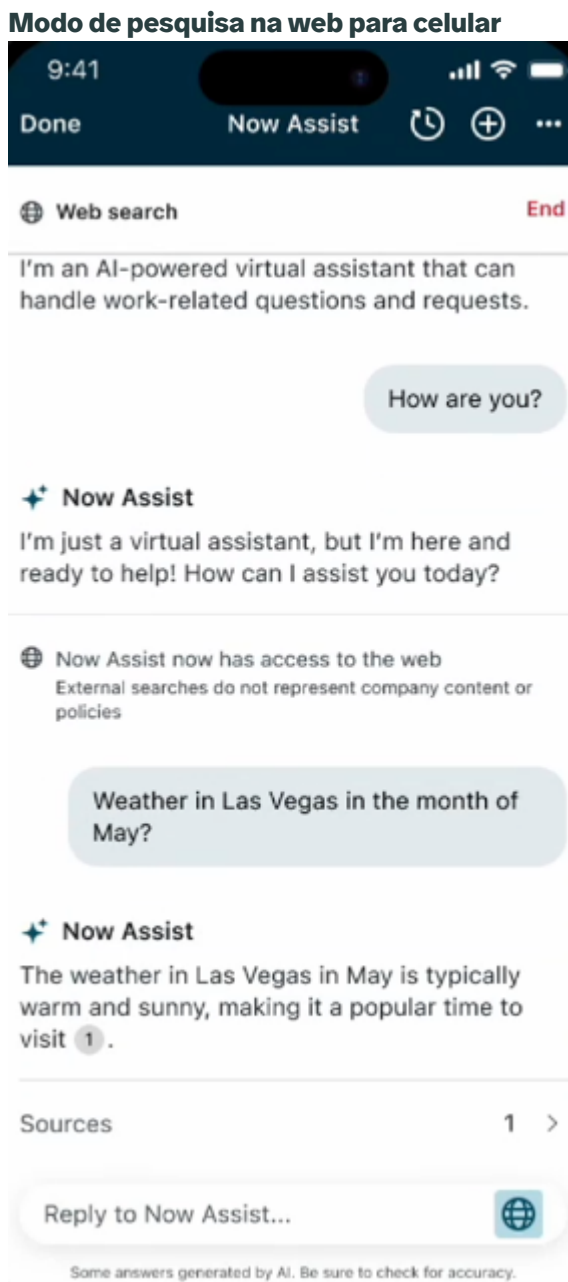 Modo de pesquisa na web para celular
9:41
Done
Now Assist
Web search
End
I'm an AI-powered virtual assistant that can
handle work-related questions and requests.
How are you?
Now Assist
I'm just a virtual assistant, but I'm here and
ready to help! How can I assist you today?
Now Assist now has access to the web
External searches do not represent company content or
policies
Weather in Las Vegas in the month of
May?
Now Assist
The weather in Las Vegas in May is typically
warm and sunny, making it a popular time to
visit 1 .
Sources 1
Reply to Now Assist...
Some answers generated by AI. Be sure to check for accuracy.